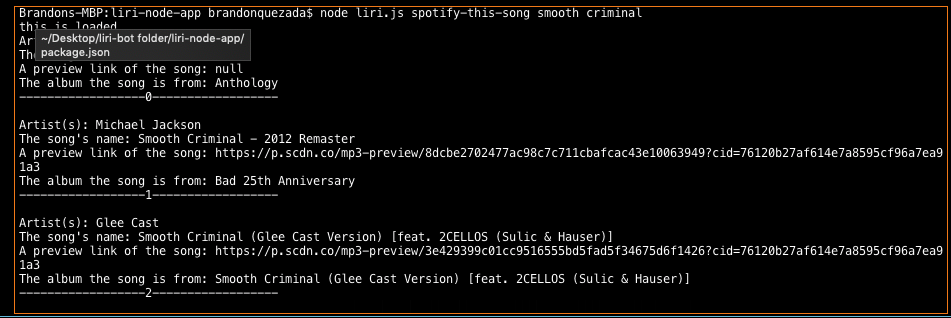 Brandons-MBP:liri-node-app brandonquezada$ node liri.js spotify-this-song smooth criminal
this is loaded
Ar
~/Desktop/liri-bot folder/liri-node-app/
package.json
Th
A preview link of the song: null
The album the song is from: Anthology
------------------0------------------
Artist(s): Michael Jackson
The song's name: Smooth Criminal - 2012 Remaster
A preview link of the song: https://p.scdn.co/mp3-preview/8dcbe2702477ac98c7c711cbafcac43e10063949?cid=76120b27af614e7a8595cf96a7ea9
1a3
The album the song is from: Bad 25th Anniversary
------------------1------------------
Artist(s): Glee Cast
The song's name: Smooth Criminal (Glee Cast Version) [feat. 2CELLOS (Sulic & Hauser)]
A preview link of the song: https://p.scdn.co/mp3-preview/3e429399c01cc9516555bd5fad5f34675d6f1426?cid=76120b27af614e7a8595cf96a7ea9
1a3
The album the song is from: Smooth Criminal (Glee Cast Version) [feat. 2CELLOS (Sulic & Hauser)]
------------------2------------------